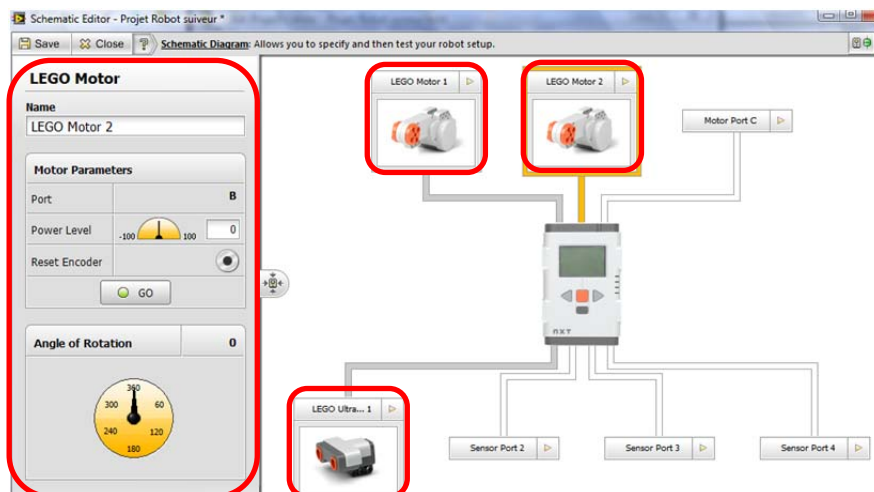 Schematic Editor - Projet Robot suiveur *
Save Close ? Schematic Diagram: Allows you to specify and then test your robot setup.
LEGO Motor
Name
LEGO Motor 2
Motor Parameters
Port B
Power Level -100 100 0
Reset Encoder
GO
Angle of Rotation 0
360
300 60
240 120
180
LEGO Motor 1
LEGO Motor 2
Motor Port C
nxt
LEGO Ultra... 1
Sensor Port 2
Sensor Port 3
Sensor Port 4